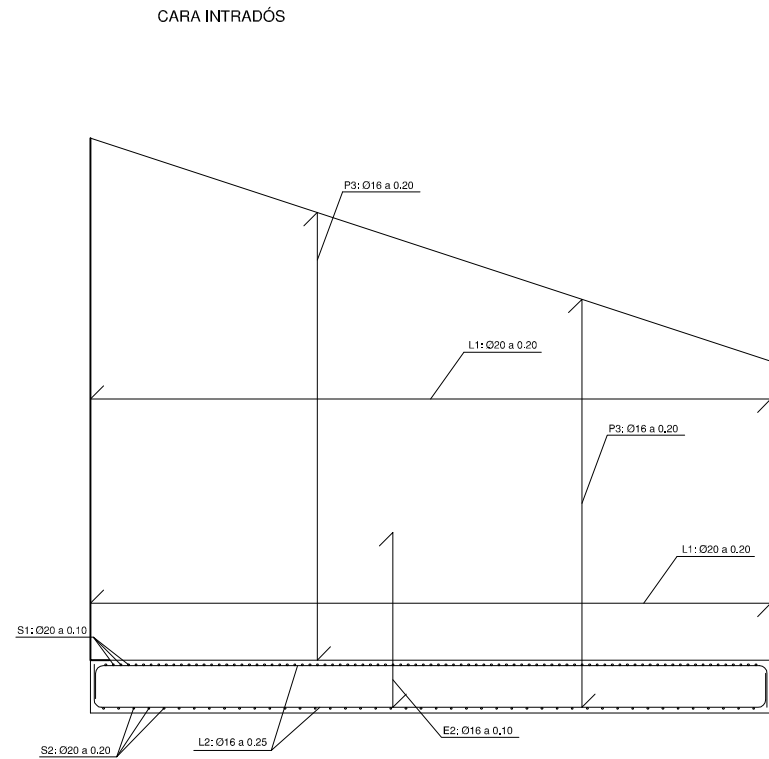 CARA INTRADÓS
P3: Ø16 a 0.20
L1: Ø20 a 0.20
P3: Ø16 a 0.20
L1: Ø20 a 0.20
S1: Ø20 a 0.10
E2: Ø16 a 0.10
L2: Ø16 a 0.25
S2: Ø20 a 0.20